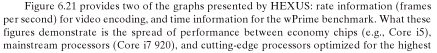 Figure 6.21 provides two of the graphs presented by HEXUS: rate information (frames
per second) for video encoding, and time information for the wPrime benchmark. What these
figures demonstrate is the spread of performance between economy chips (e.g., Core i5),
mainstream processors (Core i7 920), and cutting-edge processors optimized for the highest